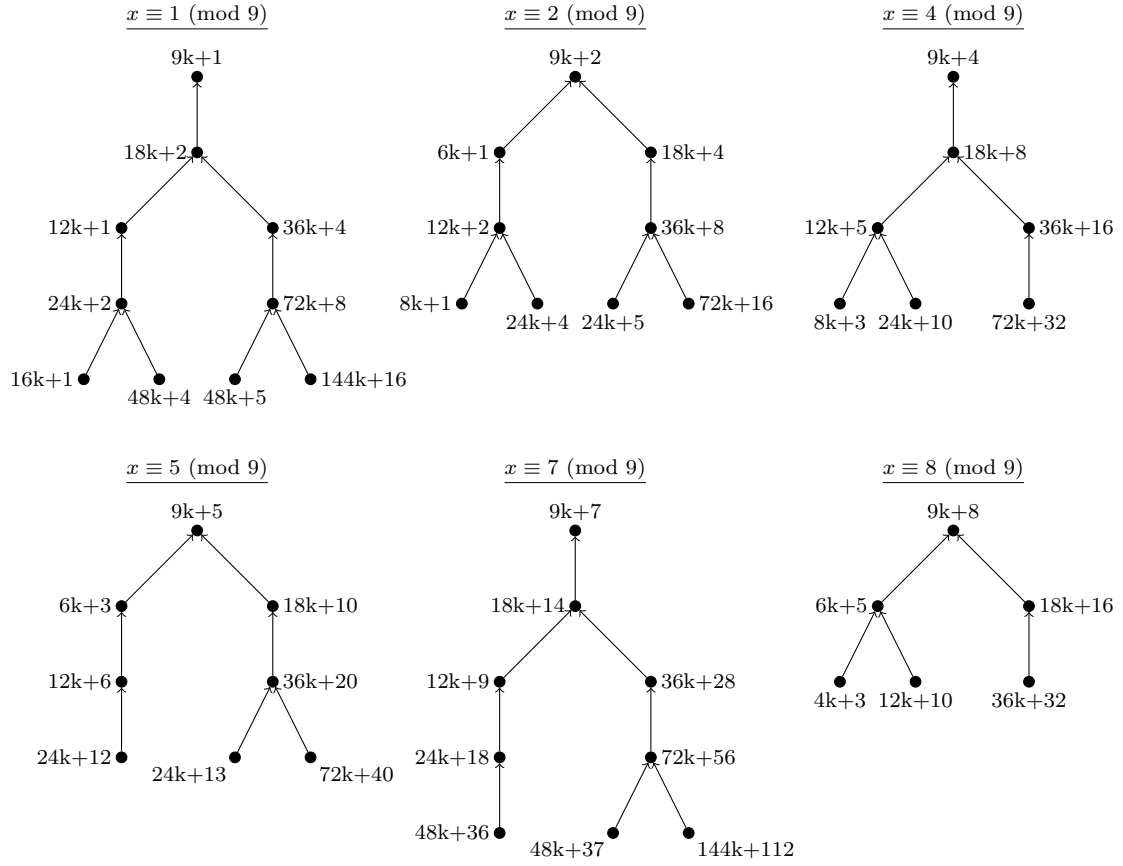 x ≡ 1 (mod 9)
9k+1
18k+2
12k+1
36k+4
24k+2
72k+8
16k+1
48k+4
48k+5
144k+16
x ≡ 2 (mod 9)
9k+2
6k+1
18k+4
12k+2
36k+8
8k+1
24k+4
24k+5
72k+16
x ≡ 4 (mod 9)
9k+4
18k+8
12k+5
36k+16
8k+3
24k+10
72k+32
x ≡ 5 (mod 9)
9k+5
6k+3
18k+10
12k+6
36k+20
24k+12
24k+13
72k+40
x ≡ 7 (mod 9)
9k+7
18k+14
12k+9
36k+28
24k+18
72k+56
48k+36
48k+37
144k+112
x ≡ 8 (mod 9)
9k+8
6k+5
18k+16
4k+3
12k+10
36k+32